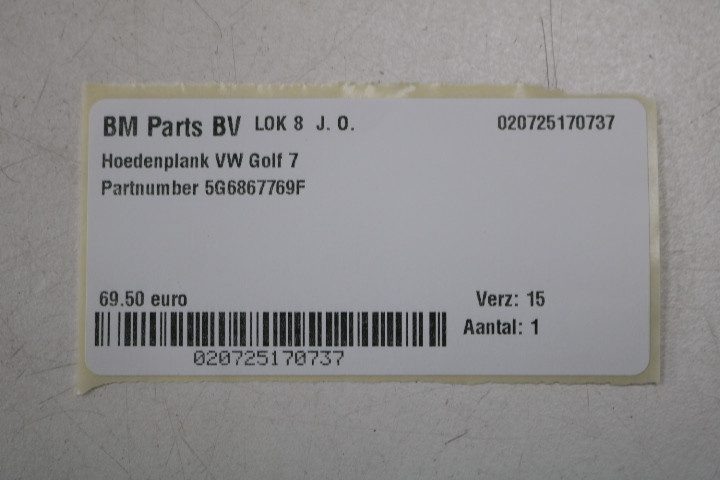 BM Parts BV LOK 8 J. O. 020725170737
Hoedenplank VW Golf 7
Partnumber 5G6867769F
69.50 euro Verz: 15
Aantal: 1
020725170737